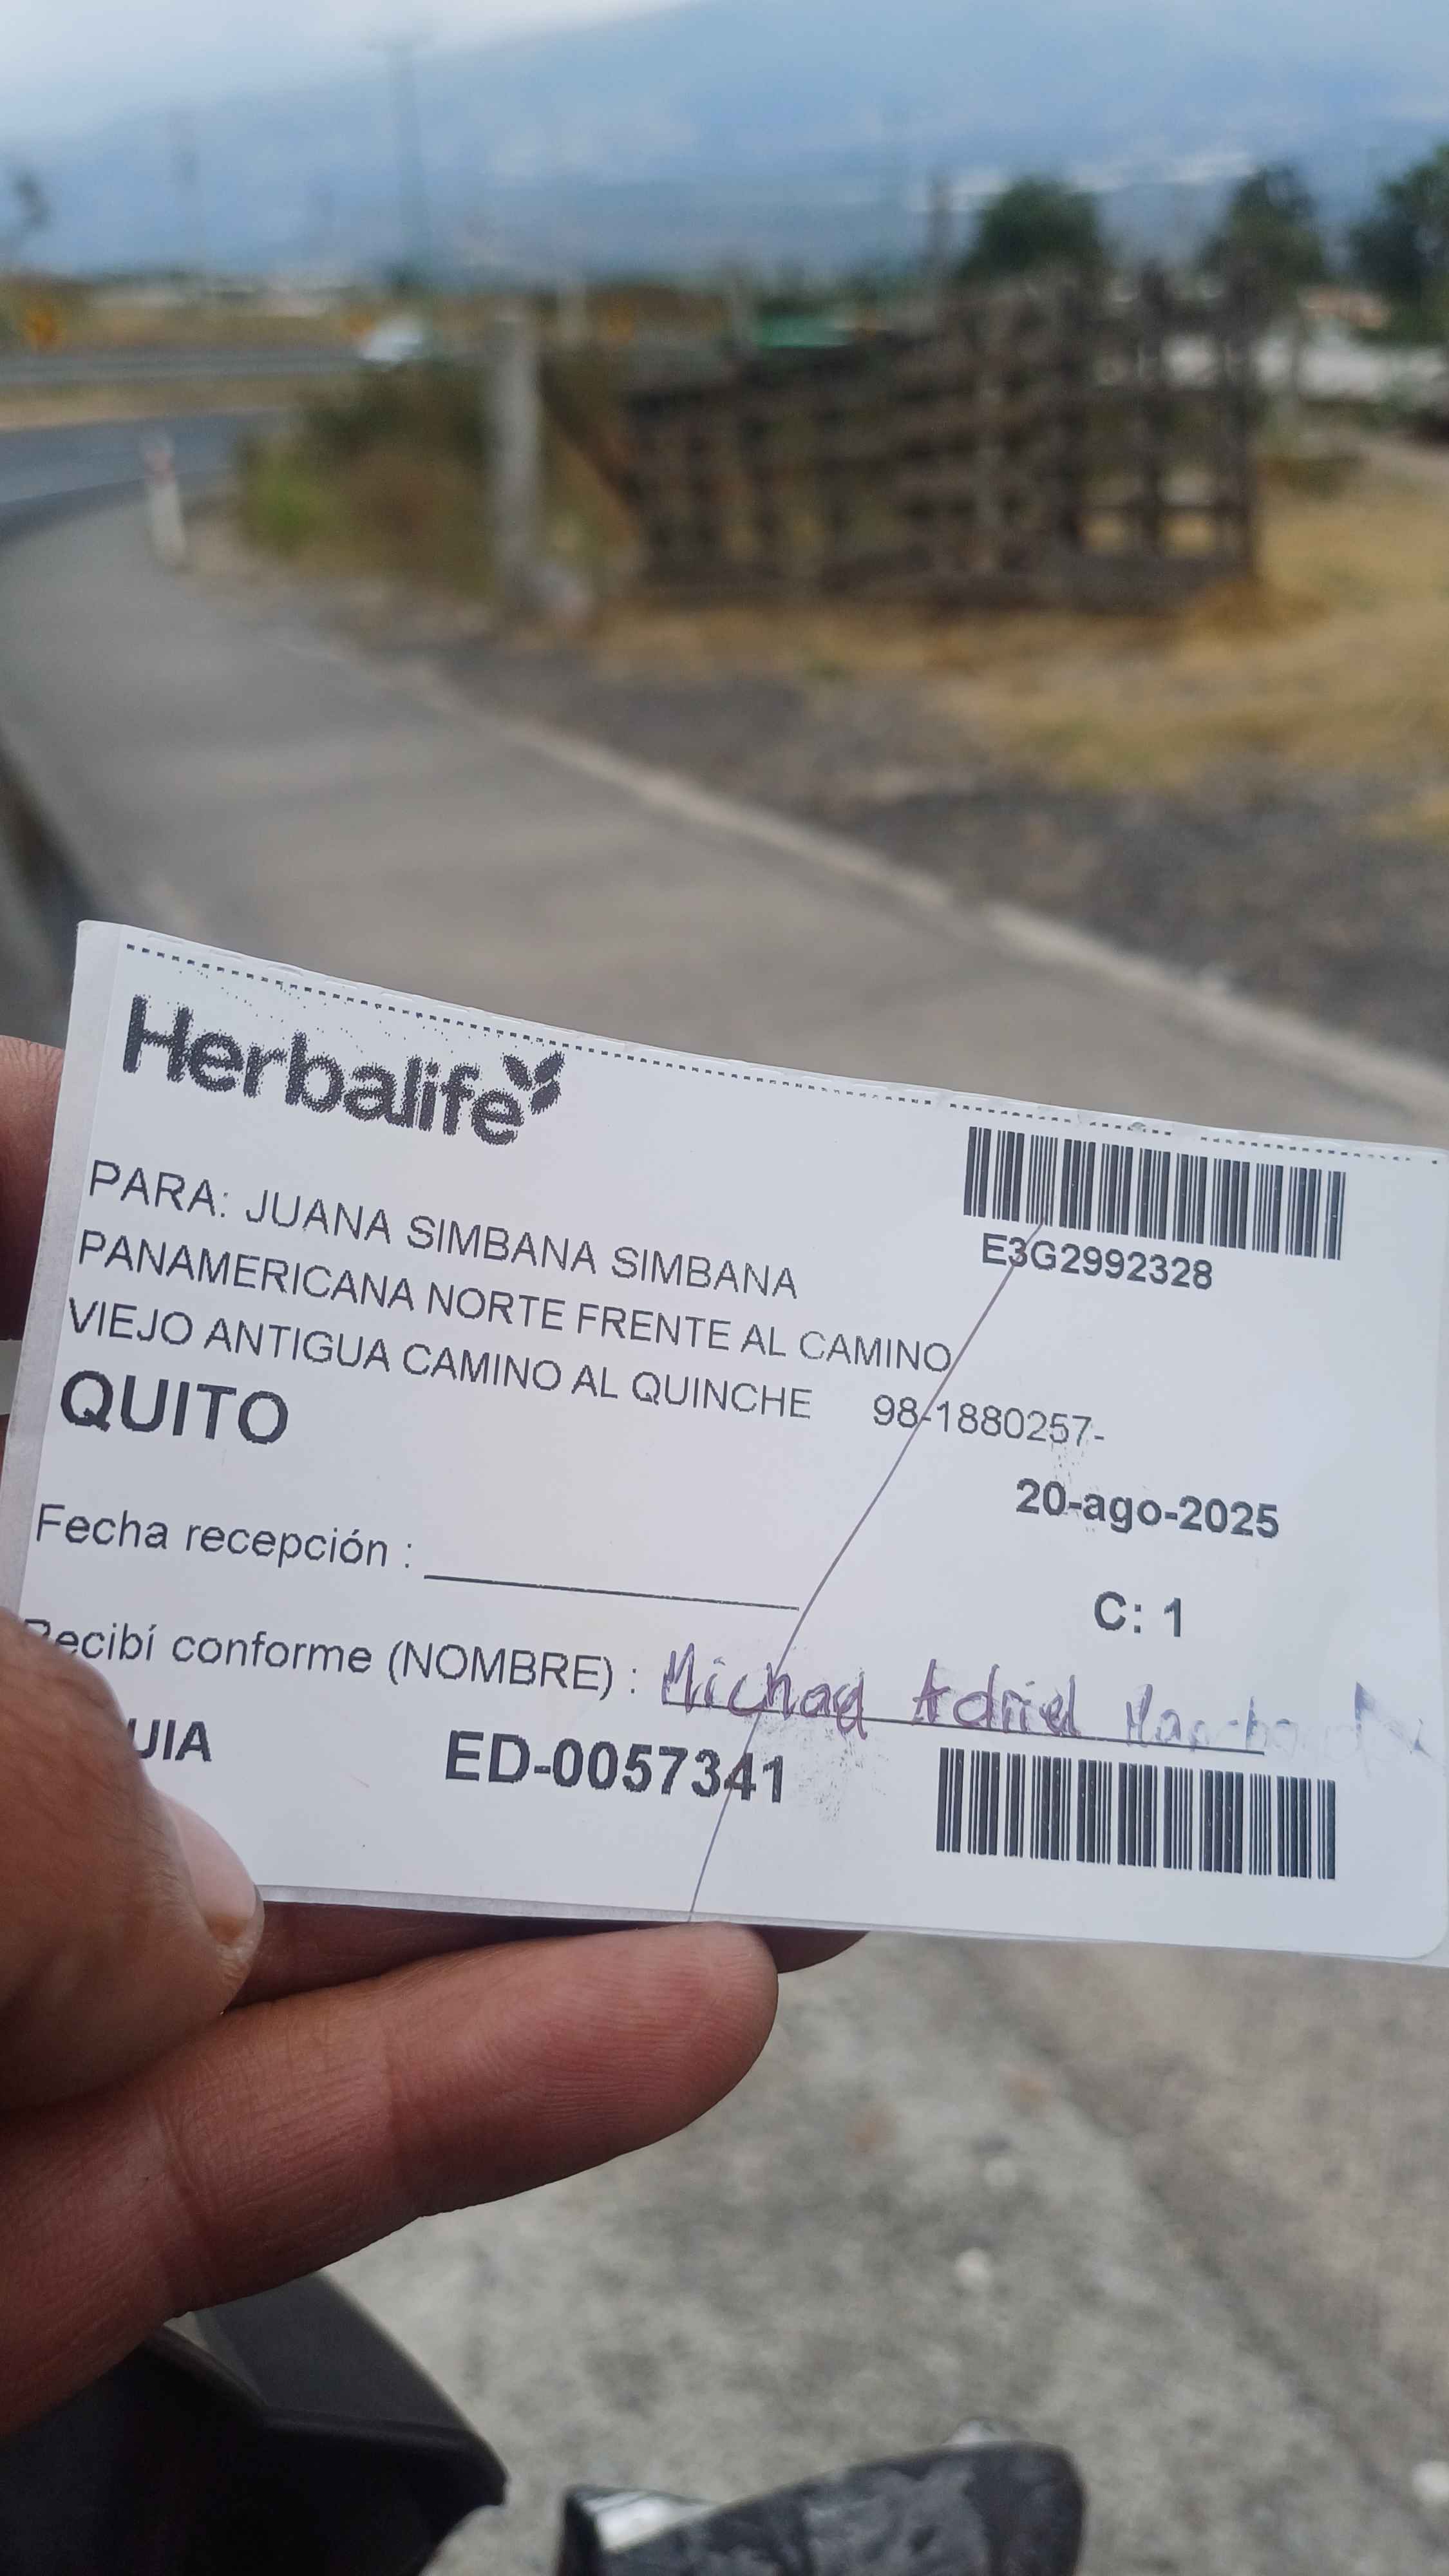 Herbalife
E3G2992328
PARA: JUANA SIMBANA SIMBANA
PANAMERICANA NORTE FRENTE AL CAMINO
VIEJO ANTIGUA CAMINO AL QUINCHE 98-1880257-
QUITO
20-ago-2025
Fecha recepción :
C: 1
Recibí conforme (NOMBRE) : Michael Adriel
UIA ED-0057341